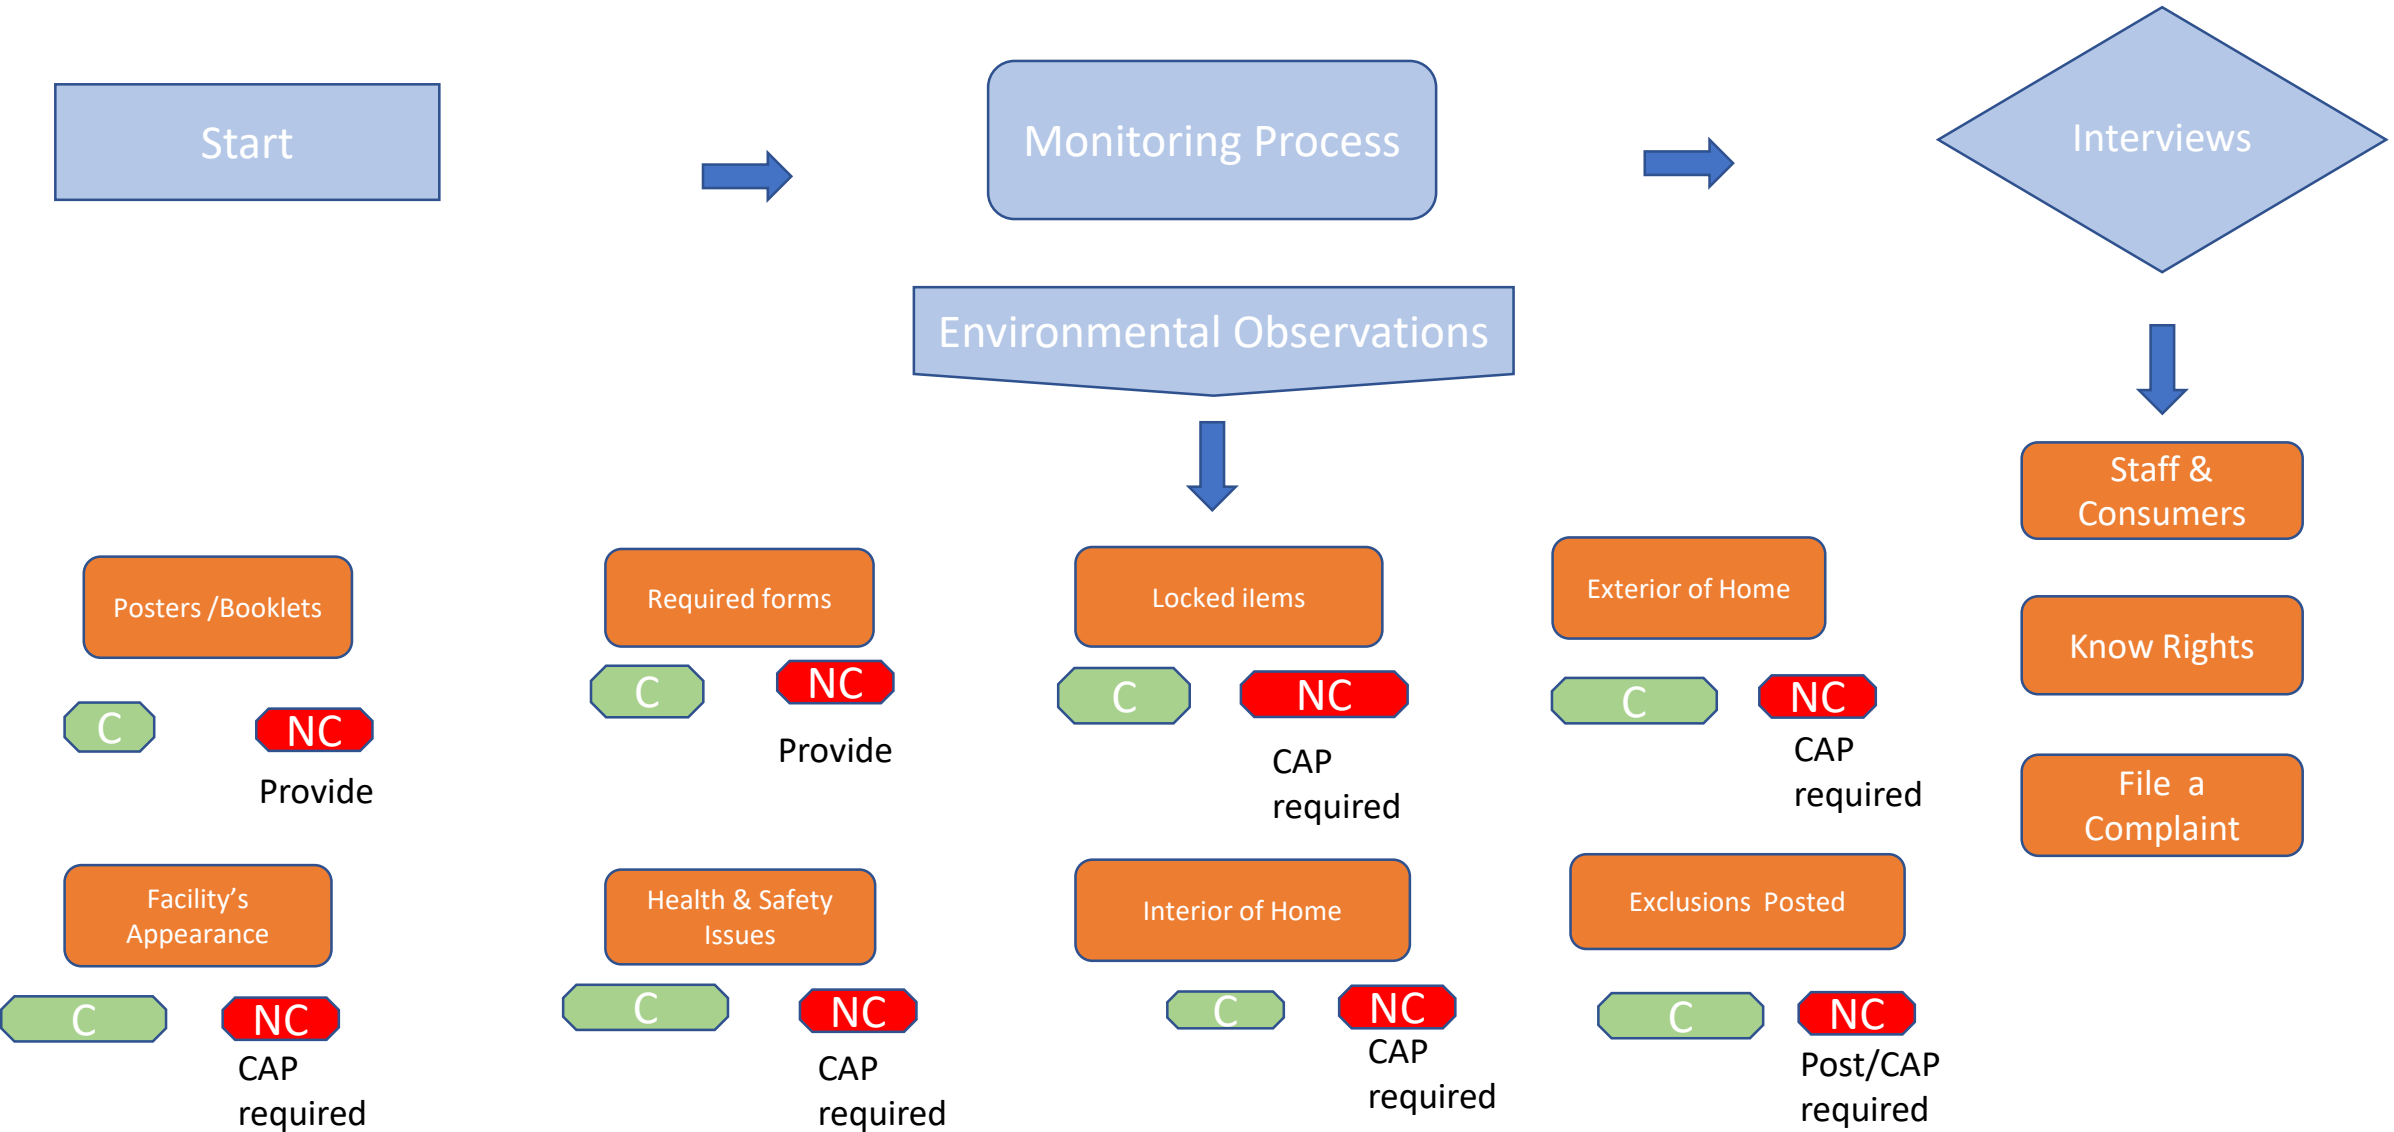 Start
Monitoring Process
Interviews
Environmental Observations
Staff &
Consumers
Know Rights
File a
Complaint
Posters /Booklets
C
NC
Provide
Required forms
C
NC
Provide
Locked ilems
C
NC
CAP
required
Exterior of Home
C
NC
CAP
required
Facility’s
Appearance
C
NC
CAP
required
Health & Safety
Issues
C
NC
CAP
required
Interior of Home
C
NC
CAP
required
Exclusions Posted
C
NC
Post/CAP
required